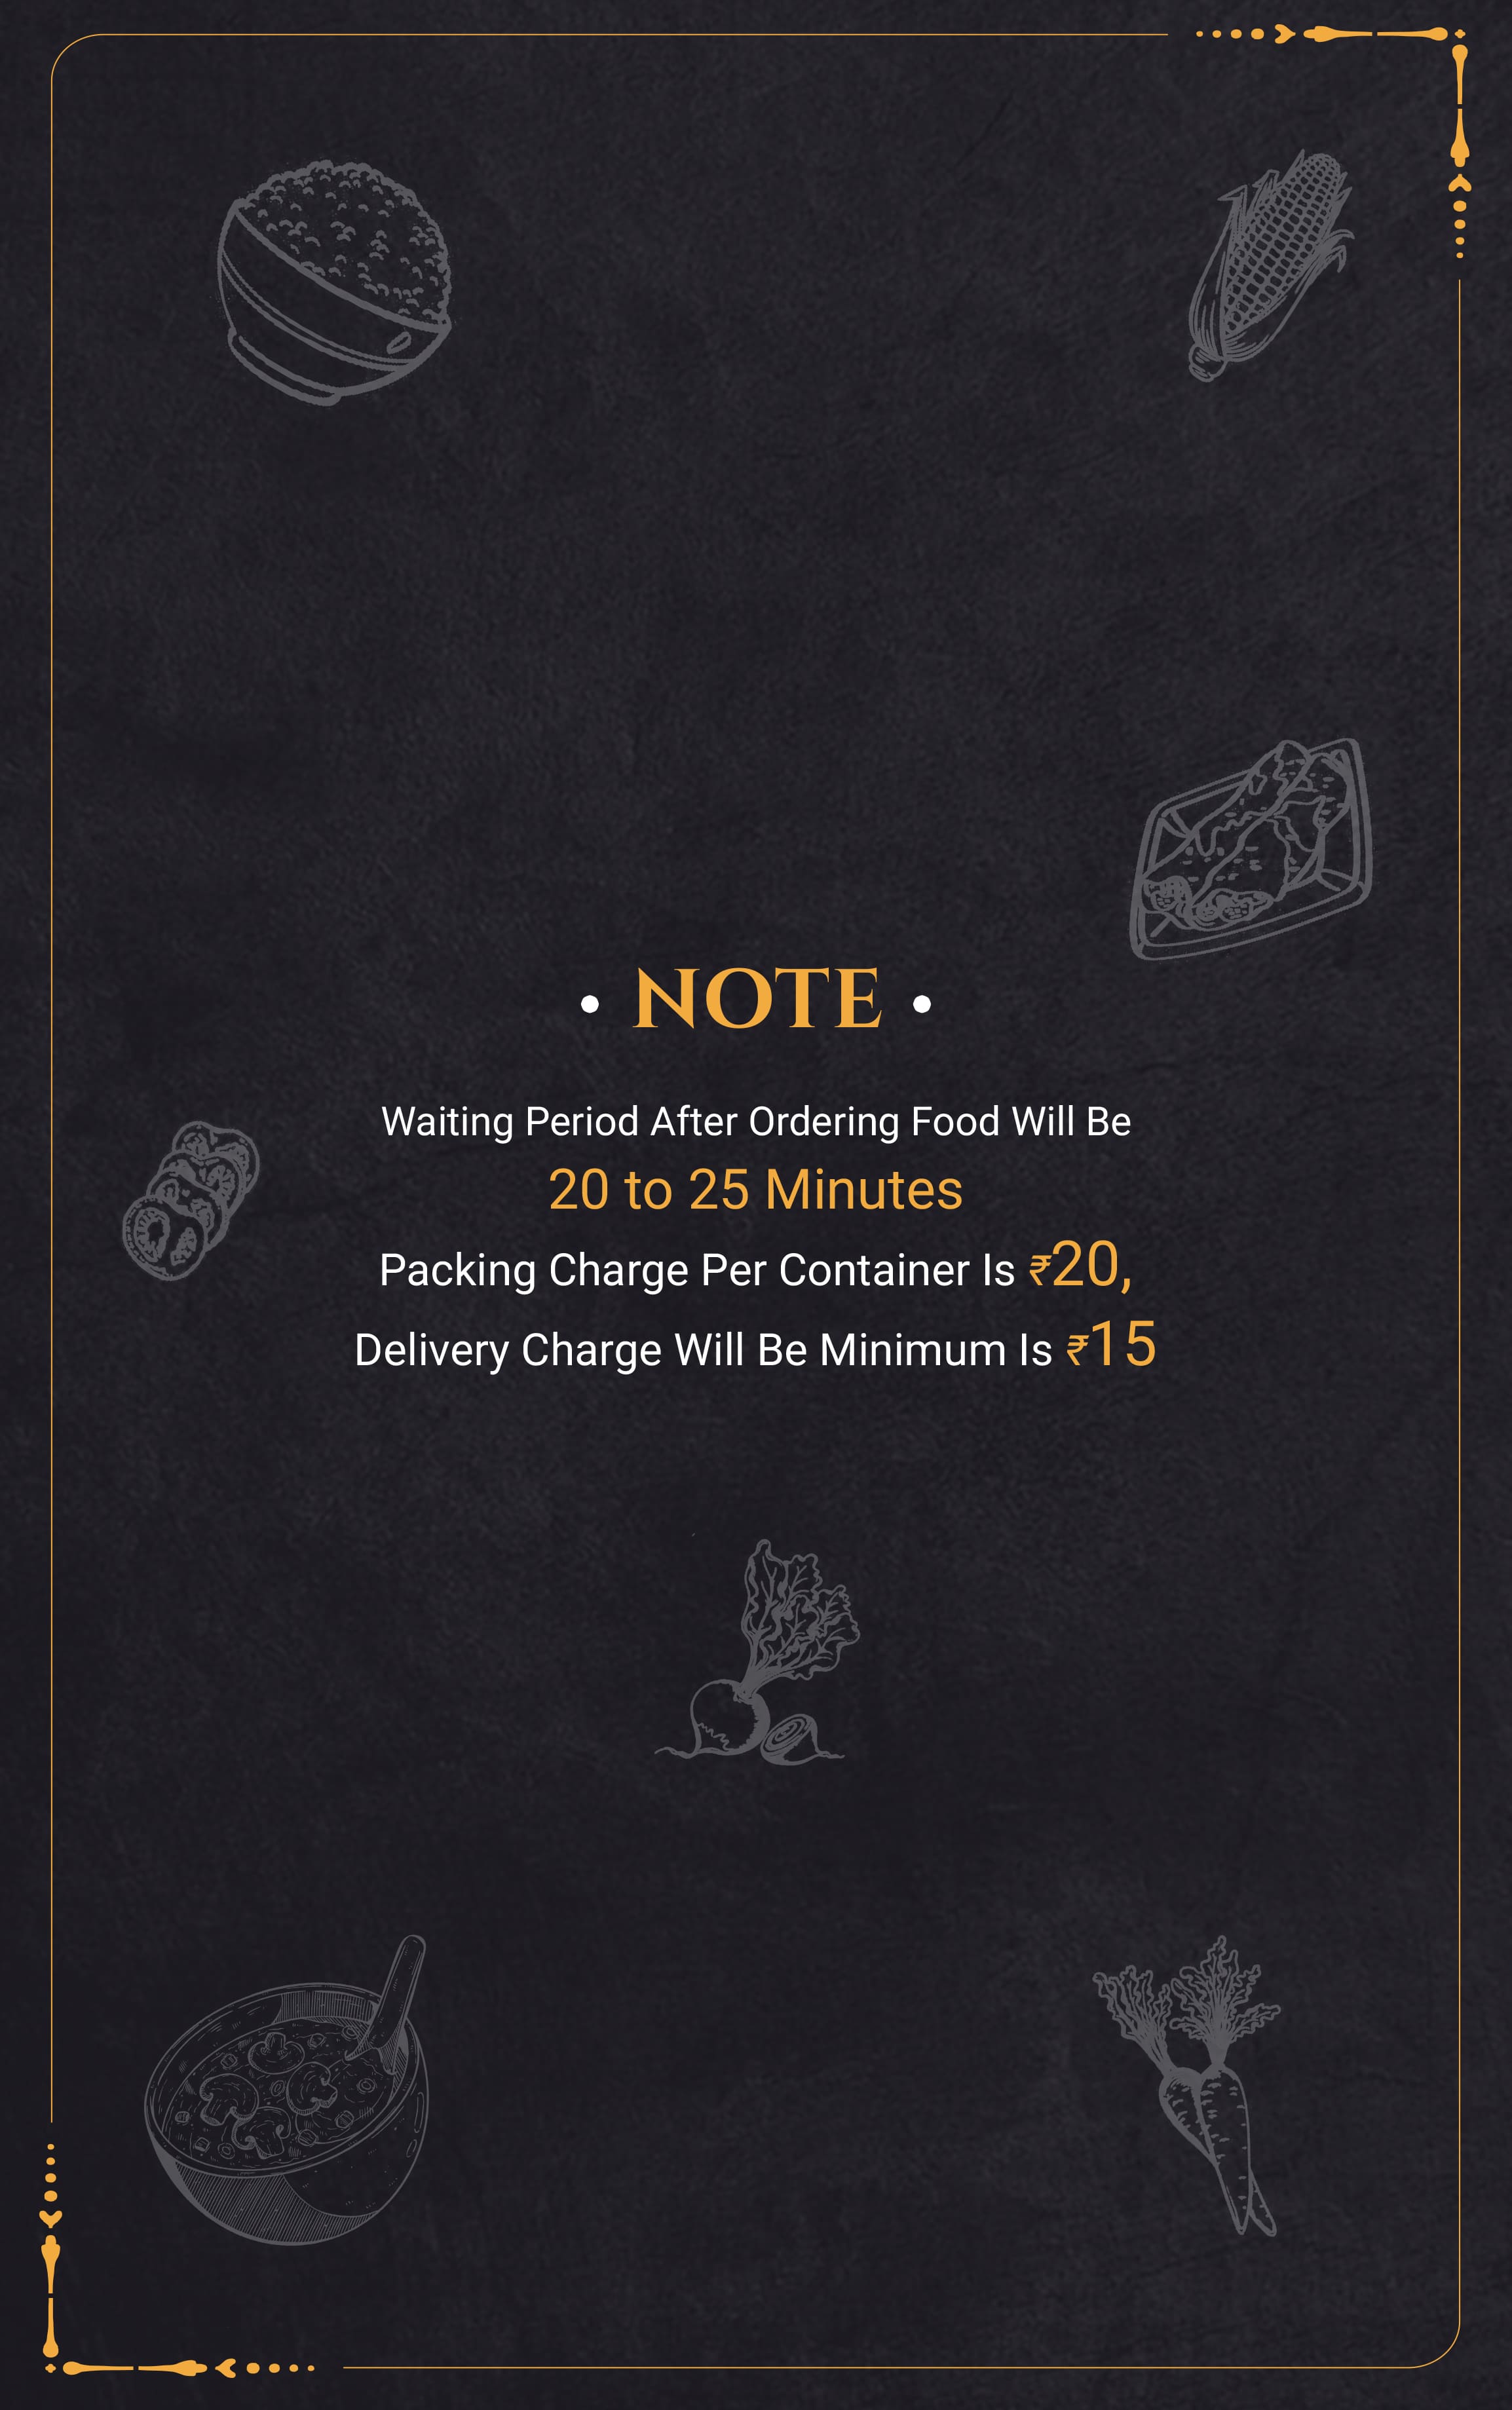 NOTE
Waiting Period After Ordering Food Will Be
20 to 25 Minutes
Packing Charge Per Container Is ₹20,
Delivery Charge Will Be Minimum Is ₹15